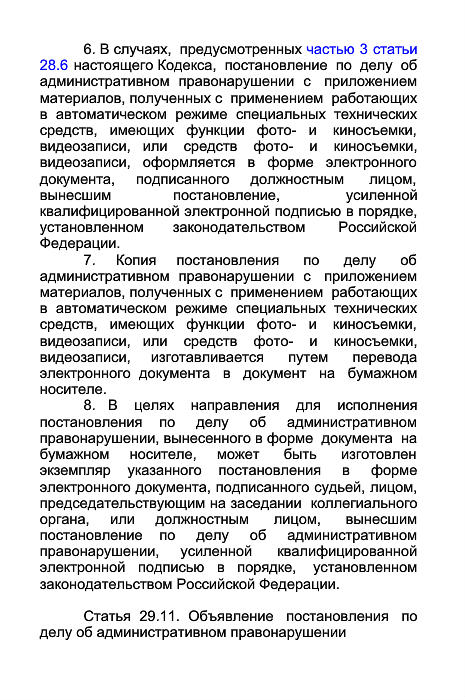 6. В случаях, предусмотренных частью 3 статьи
28.6 настоящего Кодекса, постановление по делу об
административном правонарушении с приложением
материалов, полученных с применением работающих
в автоматическом режиме специальных технических
средств, имеющих функции фото- и киносъемки,
видеозаписи, или средств фото- и киносъемки,
видеозаписи, оформляется в форме электронного
документа, подписанного должностным лицом,
вынесшим постановление, усиленной
квалифицированной электронной подписью в порядке,
установленном законодательством Российской
Федерации.
7. Копия постановления по делу об
административном правонарушении с приложением
материалов, полученных с применением работающих
в автоматическом режиме специальных технических
средств, имеющих функции фото- и киносъемки,
видеозаписи, или средств фото- и киносъемки,
видеозаписи, изготавливается путем перевода
электронного документа в документ на бумажном
носителе.
8. В целях направления для исполнения
постановления по делу об административном
правонарушении, вынесенного в форме документа на
бумажном носителе, может быть изготовлен
экземпляр указанного постановления в форме
электронного документа, подписанного судьей, лицом,
председательствующим на заседании коллегиального
органа, или должностным лицом, вынесшим
постановление по делу об административном
правонарушении, усиленной квалифицированной
электронной подписью в порядке, установленном
законодательством Российской Федерации.
Статья 29.11. Объявление постановления по
делу об административном правонарушении